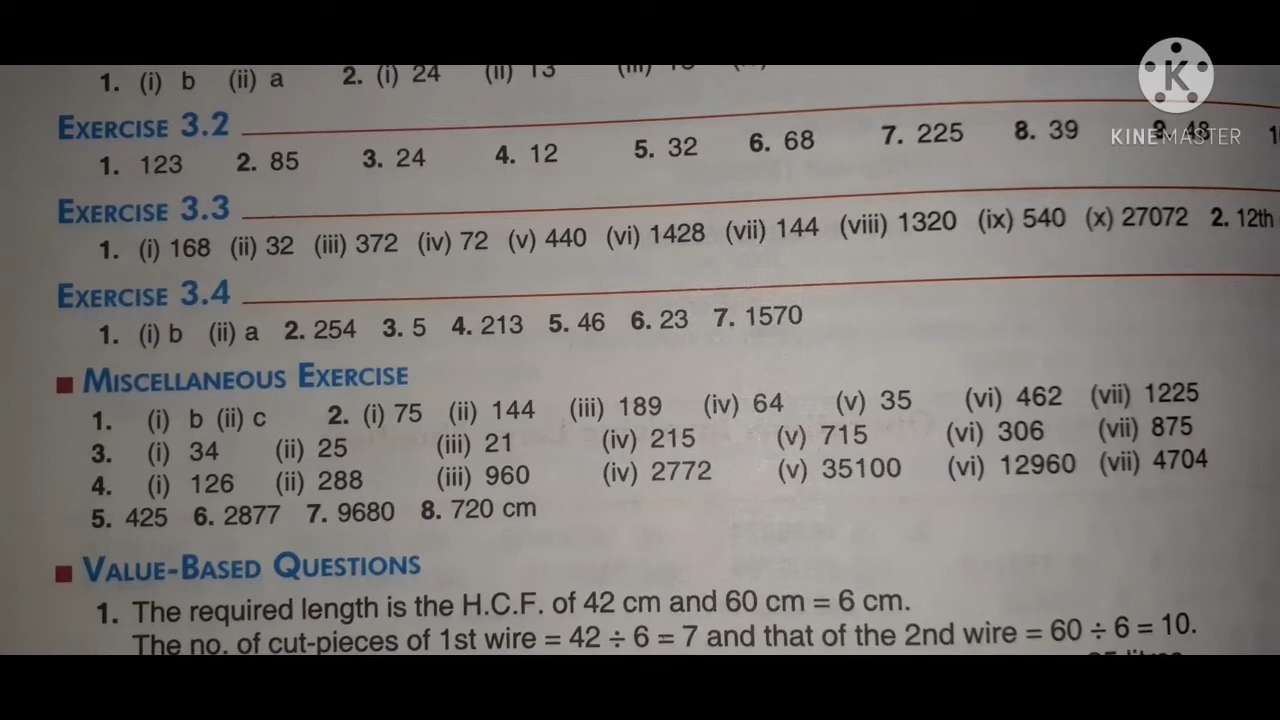 1. (i) b (ii) a 2. (i) 24 (ii) 13
EXERCISE 3.2
1. 123 2. 85 3. 24 4. 12 5. 32 6. 68 7. 225 8. 39 9. 48
KINEMASTER
EXERCISE 3.3
1. (i) 168 (ii) 32 (iii) 372 (iv) 72 (v) 440 (vi) 1428 (vii) 144 (viii) 1320 (ix) 540 (x) 27072 2. 12th
EXERCISE 3.4
1. (i) b (ii) a 2. 254 3. 5 4. 213 5. 46 6. 23 7. 1570
MISCELLANEOUS EXERCISE
1. (i) b (ii) c 2. (i) 75 (ii) 144 (iii) 189 (iv) 64 (v) 35 (vi) 462 (vii) 1225
3. (i) 34 (ii) 25 (iii) 21 (iv) 215 (v) 715 (vi) 306 (vii) 875
4. (i) 126 (ii) 288 (iii) 960 (iv) 2772 (v) 35100 (vi) 12960 (vii) 4704
5. 425 6. 2877 7. 9680 8. 720 cm
VALUE-BASED QUESTIONS
1. The required length is the H.C.F. of 42 cm and 60 cm = 6 cm.
The no. of cut-pieces of 1st wire = 42 ÷ 6 = 7 and that of the 2nd wire = 60 ÷ 6 = 10.